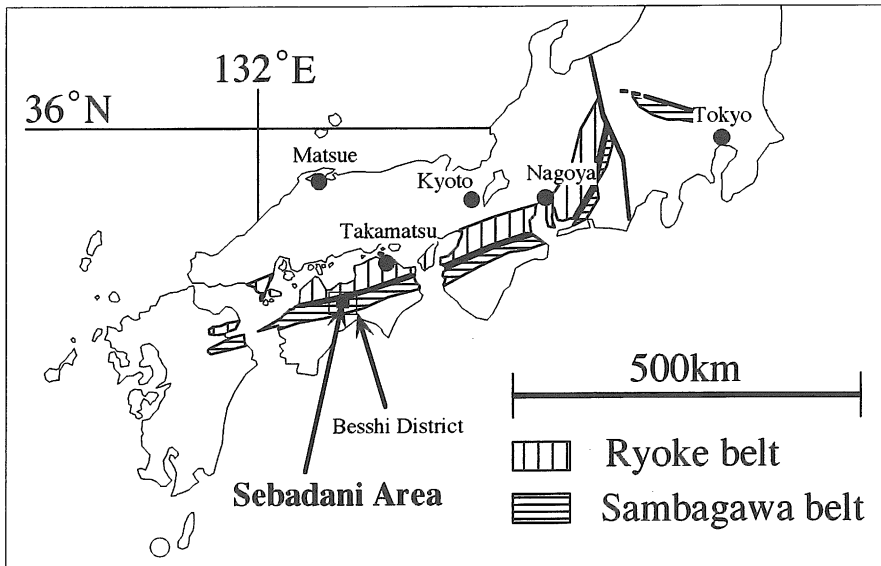 132°E
36°N
Tokyo
Matsue
Kyoto
Nagoya
Takamatsu
500km
Besshi District
Ryoke belt
Sebadani Area
Sambagawa belt